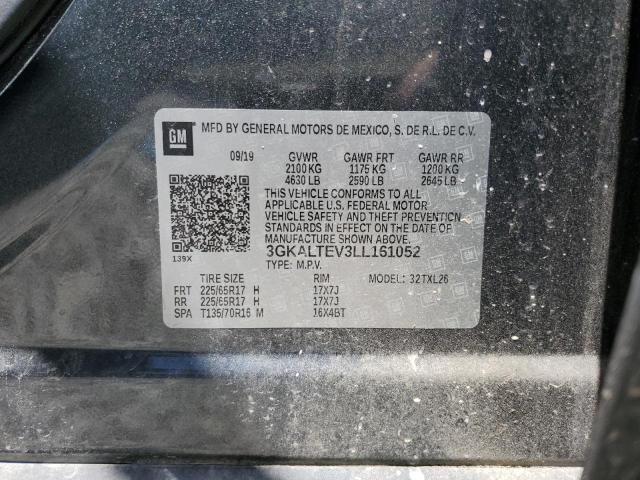 GM
MFD BY GENERAL MOTORS DE MEXICO, S. DE R.L. DE C.V.
09/19 GVWR GAWR FRT GAWR RR
2100 KG 1175 KG 1200 KG
4630 LB 2590 LB 2645 LB
THIS VEHICLE CONFORMS TO ALL
APPLICABLE U.S. FEDERAL MOTOR
VEHICLE SAFETY AND THEFT PREVENTION
STANDARDS IN EFFECT ON THE DATE OF
MANUFACTURE SHOWN ABOVE.
3GKALTEV3LL161052
139X
TYPE: M.P.V.
TIRE SIZE RIM MODEL: 32TXL26
FRT 225/65R17 H 17X7J
RR 225/65R17 H 17X7J
SPA T135/70R16 M 16X4BT